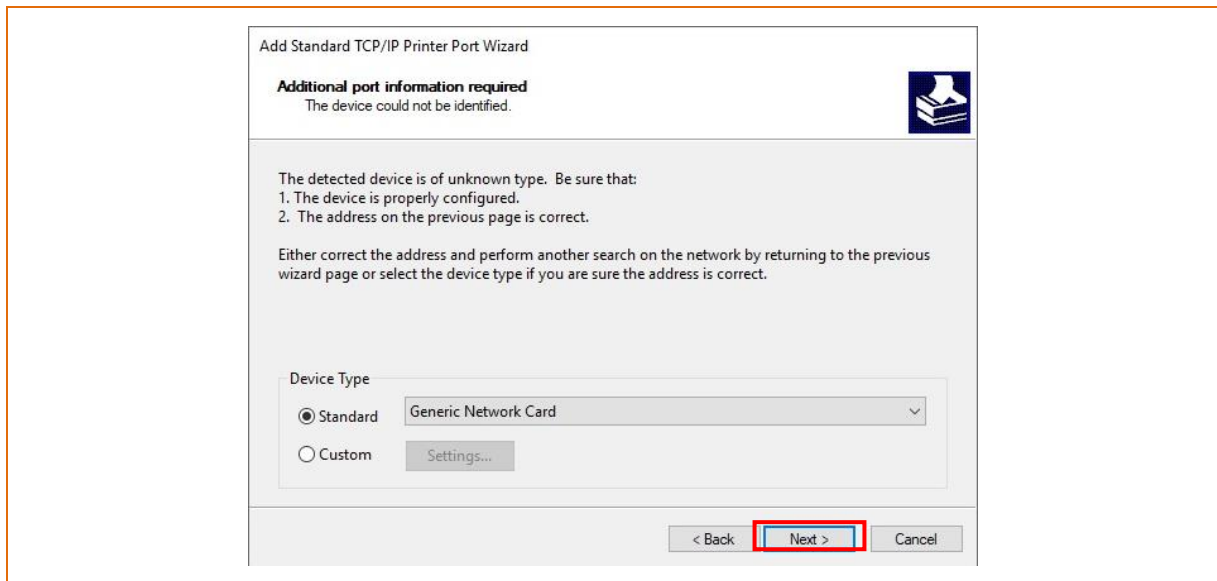 Add Standard TCP/IP Printer Port Wizard
Additional port information required
The device could not be identified.
The detected device is of unknown type.  Be sure that:
1. The device is properly configured.
2.  The address on the previous page is correct.
Either correct the address and perform another search on the network by returning to the previous
wizard page or select the device type if you are sure the address is correct.
Device Type
Standard
Generic Network Card
Custom
Settings...
< Back
Next >
Cancel